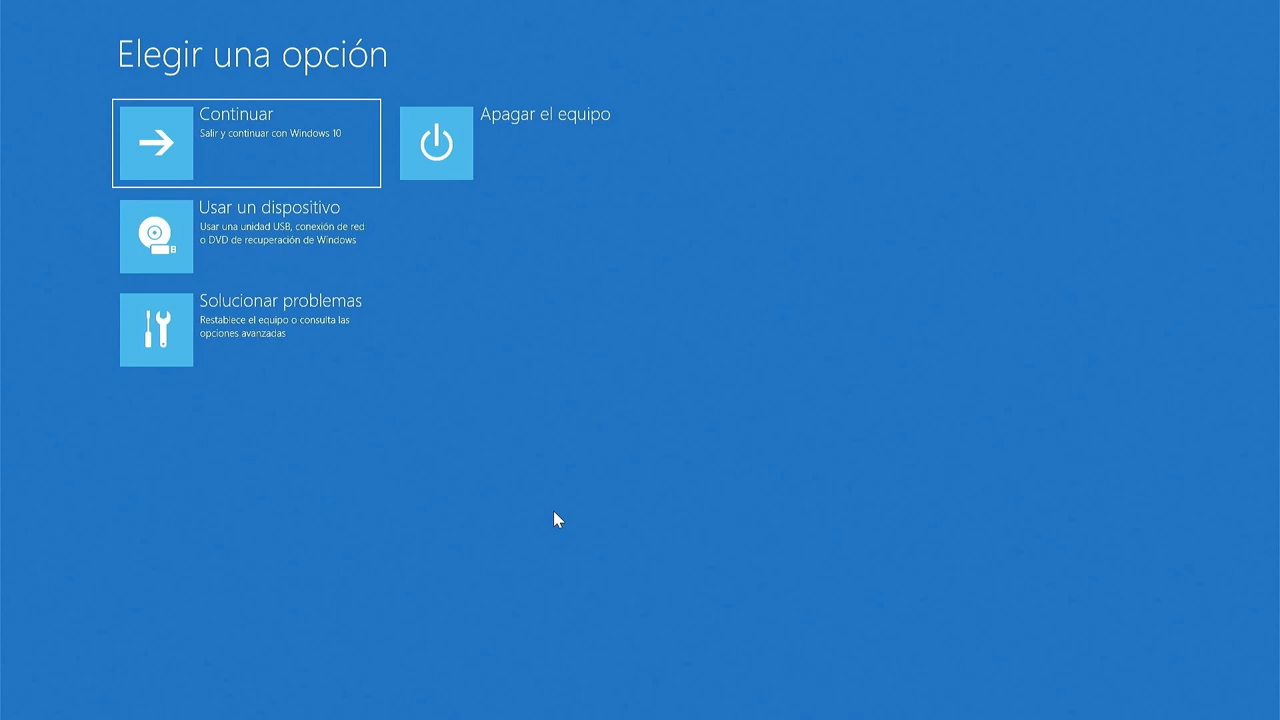 Elegir una opción
Continuar
Salir y continuar con Windows 10
Apagar el equipo
Usar un dispositivo
Usar una unidad USB, conexión de red
o DVD de recuperación de Windows
Solucionar problemas
Restablece el equipo o consulta las
opciones avanzadas